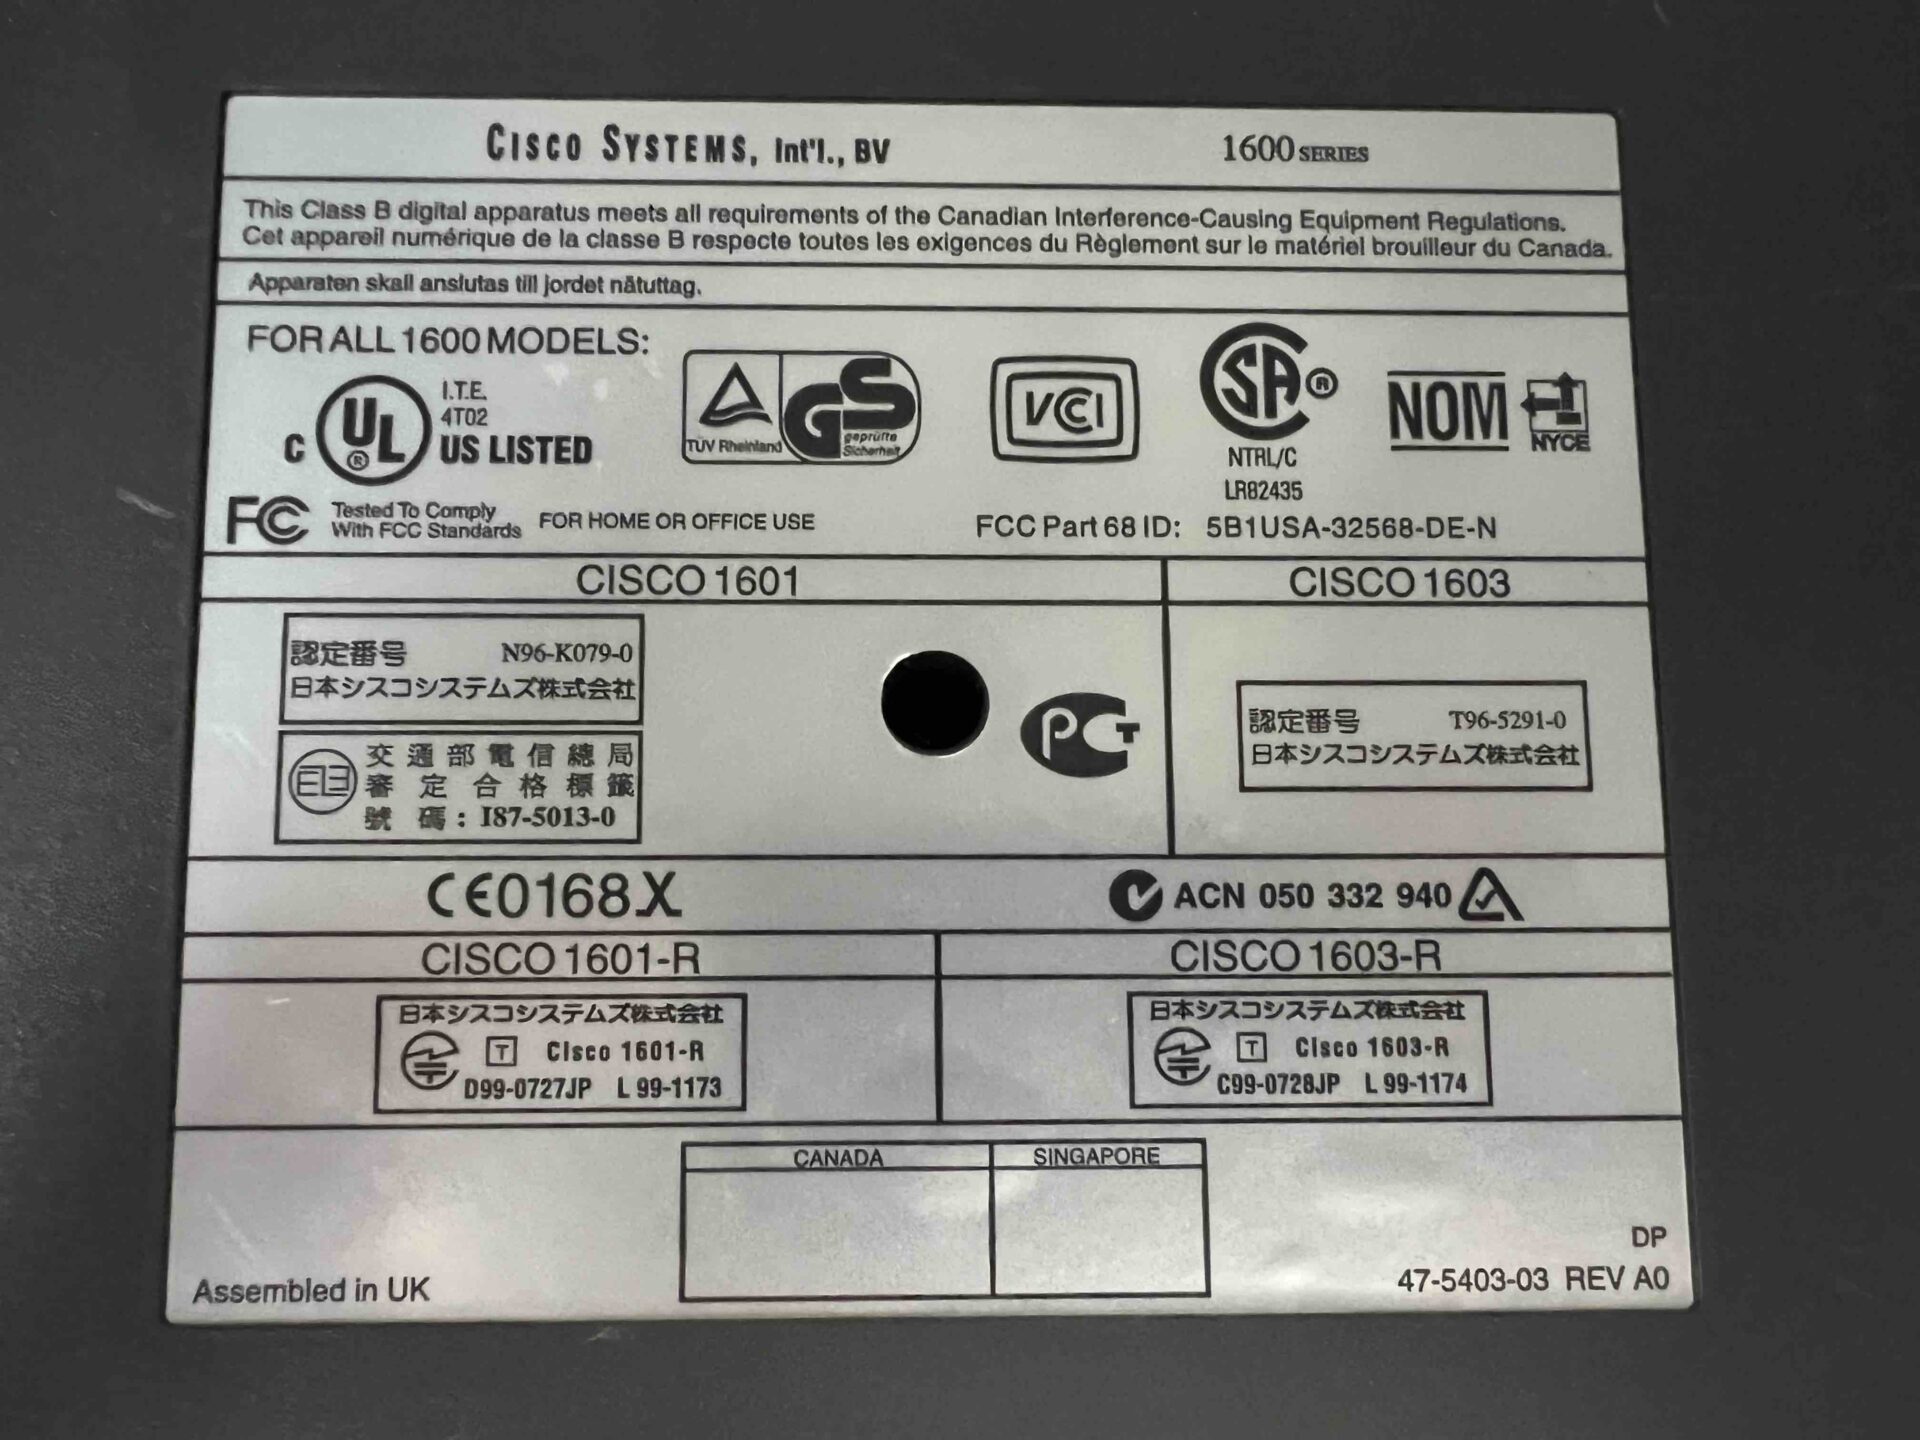 CISCO SYSTEMS, Int'l., BV 1600 SERIES
This Class B digital apparatus meets all requirements of the Canadian Interference-Causing Equipment Regulations.
Cet appareil numérique de la classe B respecte toutes les exigences du Règlement sur le matériel brouilleur du Canada.
Apparaten skall anslutas till jordet nätuttag.
FOR ALL 1600 MODELS:
C UL ® I.T.E.
4T02
US LISTED
TÜV Rheinland
GS geprüfte
Sicherheit
VCCI
SA ®
NTRL/C
LR82435
NOM NYCE
FC Tested To Comply
With FCC Standards
FOR HOME OR OFFICE USE
FCC Part 68 ID: 5B1USA-32568-DE-N
CISCO 1601
認定番号 N96-K079-0
日本シスコシステムズ株式会社
交通部電信總局
審定合格標籤
號碼: I87-5013-0
PCT
CISCO 1603
認定番号 T96-5291-0
日本シスコシステムズ株式会社
CE0168X
ACN 050 332 940
CISCO 1601-R
日本シスコシステムズ株式会社
T Cisco 1601-R
D99-0727JP L 99-1173
CISCO 1603-R
日本シスコシステムズ株式会社
T Cisco 1603-R
C99-0728JP L 99-1174
CANADA SINGAPORE
Assembled in UK
DP
47-5403-03 REV A0